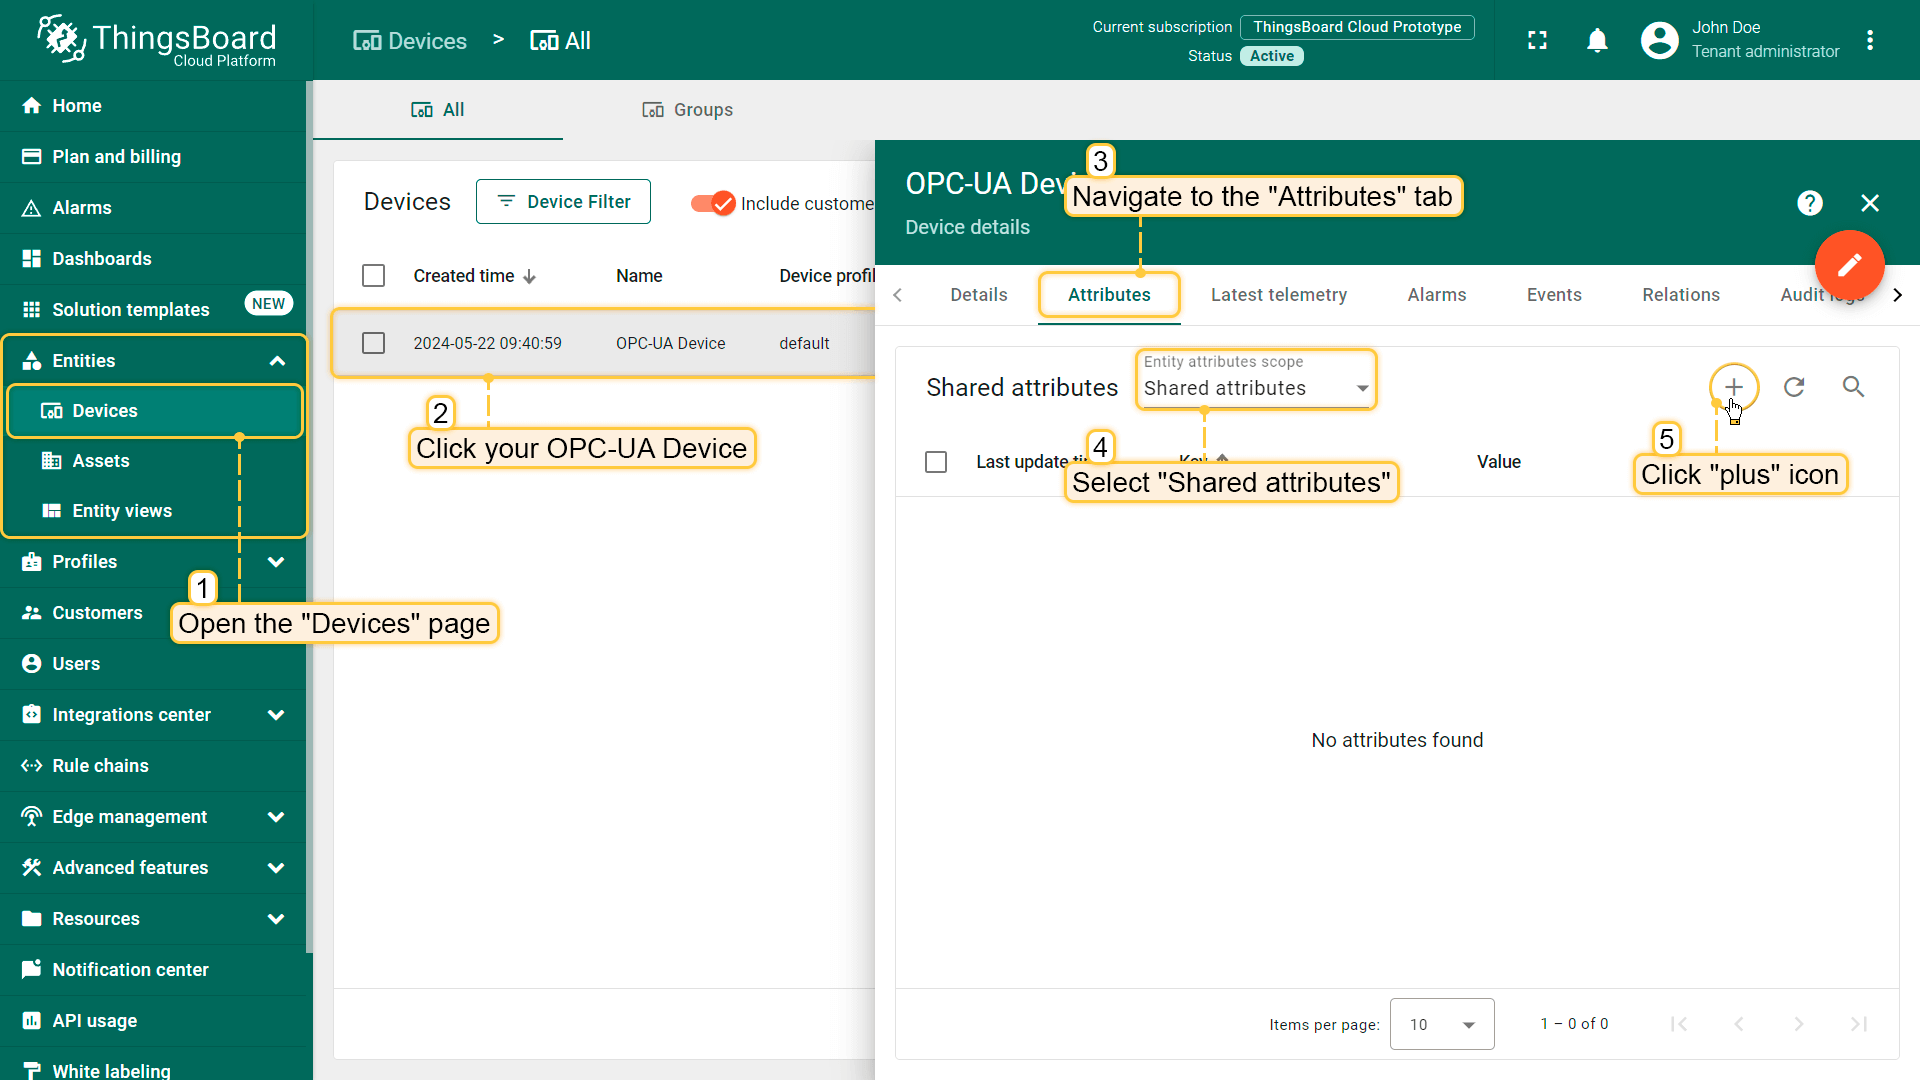 ThingsBoard
Cloud Platform
Devices > All
Current subscription ThingsBoard Cloud Prototype
Status Active
John Doe
Tenant administrator
Home
Plan and billing
Alarms
Dashboards
Solution templates NEW
Entities
Devices
Assets
Entity views
Profiles
Customers
Users
Integrations center
Rule chains
Edge management
Advanced features
Resources
Notification center
API usage
White labeling
1
Open the "Devices" page
All Groups
Devices Device Filter Include custome
Created time Name Device profil
2024-05-22 09:40:59 OPC-UA Device default
2
Click your OPC-UA Device
OPC-UA Dev
Device details
3
Navigate to the "Attributes" tab
Details Attributes Latest telemetry Alarms Events Relations Audit logs
Shared attributes
Entity attributes scope
Shared attributes
Last update ti Key Value
4
Select "Shared attributes"
5
Click "plus" icon
No attributes found
Items per page: 10 1 – 0 of 0